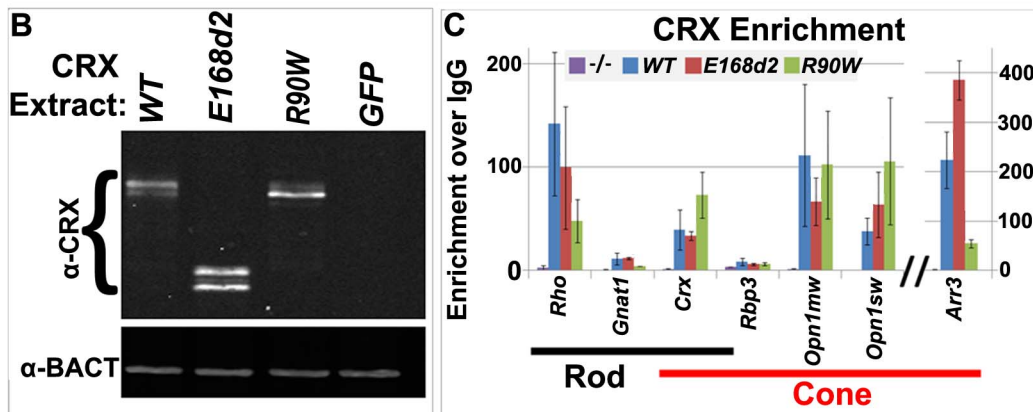 B
CRX
Extract:
WT
E168d2
R90W
GFP
α-CRX
α-BACT
C
CRX Enrichment
-/- WT E168d2 R90W
Enrichment over IgG
200
100
0
400
300
200
100
0
Rho
Gnat1
Crx
Rbp3
Opn1mw
Opn1sw
Arr3
Rod
Cone